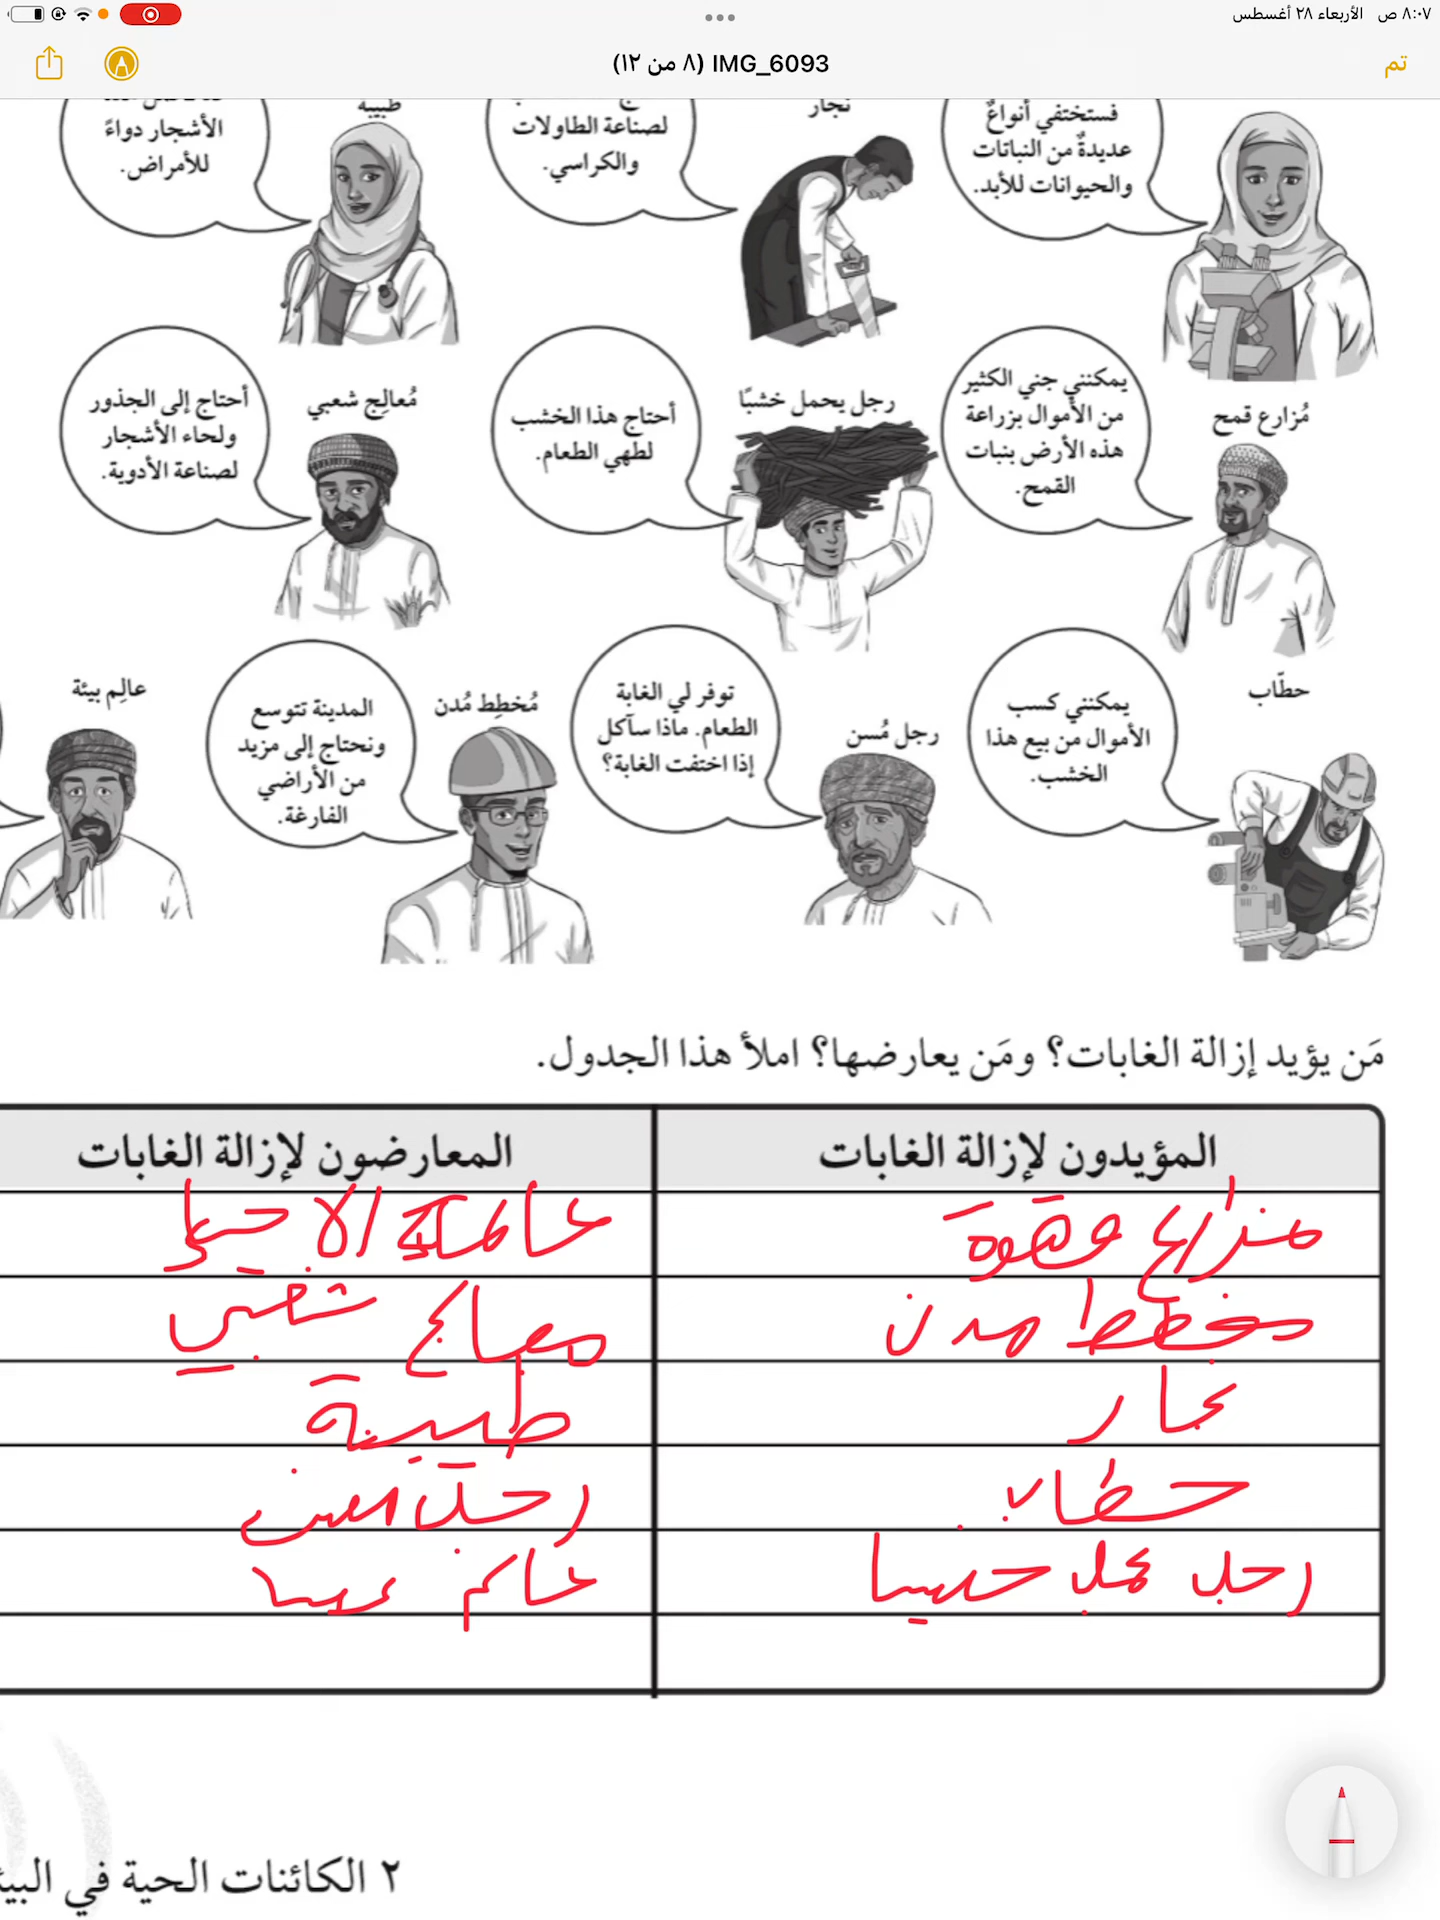 ٨:٠٧ ص الأربعاء ٢٨ أغسطس
IMG_6093 (٨ من ١٢)
تم
فستختفي أنواعٌ
عديدةٌ من النباتات
والحيوانات للأبد.
نجار
لصناعة الطاولات
والكراسي.
طبيبة
الأشجار دواءً
للأمراض.
مُزارع قمح
يمكنني جني الكثير
من الأموال بزراعة
هذه الأرض بنبات
القمح.
رجل يحمل خشبًا
أحتاج هذا الخشب
لطهي الطعام.
مُعالِج شعبي
أحتاج إلى الجذور
ولحاء الأشجار
لصناعة الأدوية.
حطّاب
يمكنني كسب
الأموال من بيع هذا
الخشب.
رجل مُسن
توفر لي الغابة
الطعام. ماذا سآكل
إذا اختفت الغابة؟
مُخطِط مُدن
المدينة تتوسع
ونحتاج إلى مزيد
من الأراضي
الفارغة.
عالِم بيئة
مَن يؤيد إزالة الغابات؟ ومَن يعارضها؟ املأ هذا الجدول.
المؤيدون لإزالة الغابات
المعارضون لإزالة الغابات
مزارع قهوة
عالمة الاحياء
مخطط مدن
معالج شعبي
نجار
طبيبة
حطاب
رجل مسن
رجل يحمل خشبا
عالم بيئة
٢ الكائنات الحية في